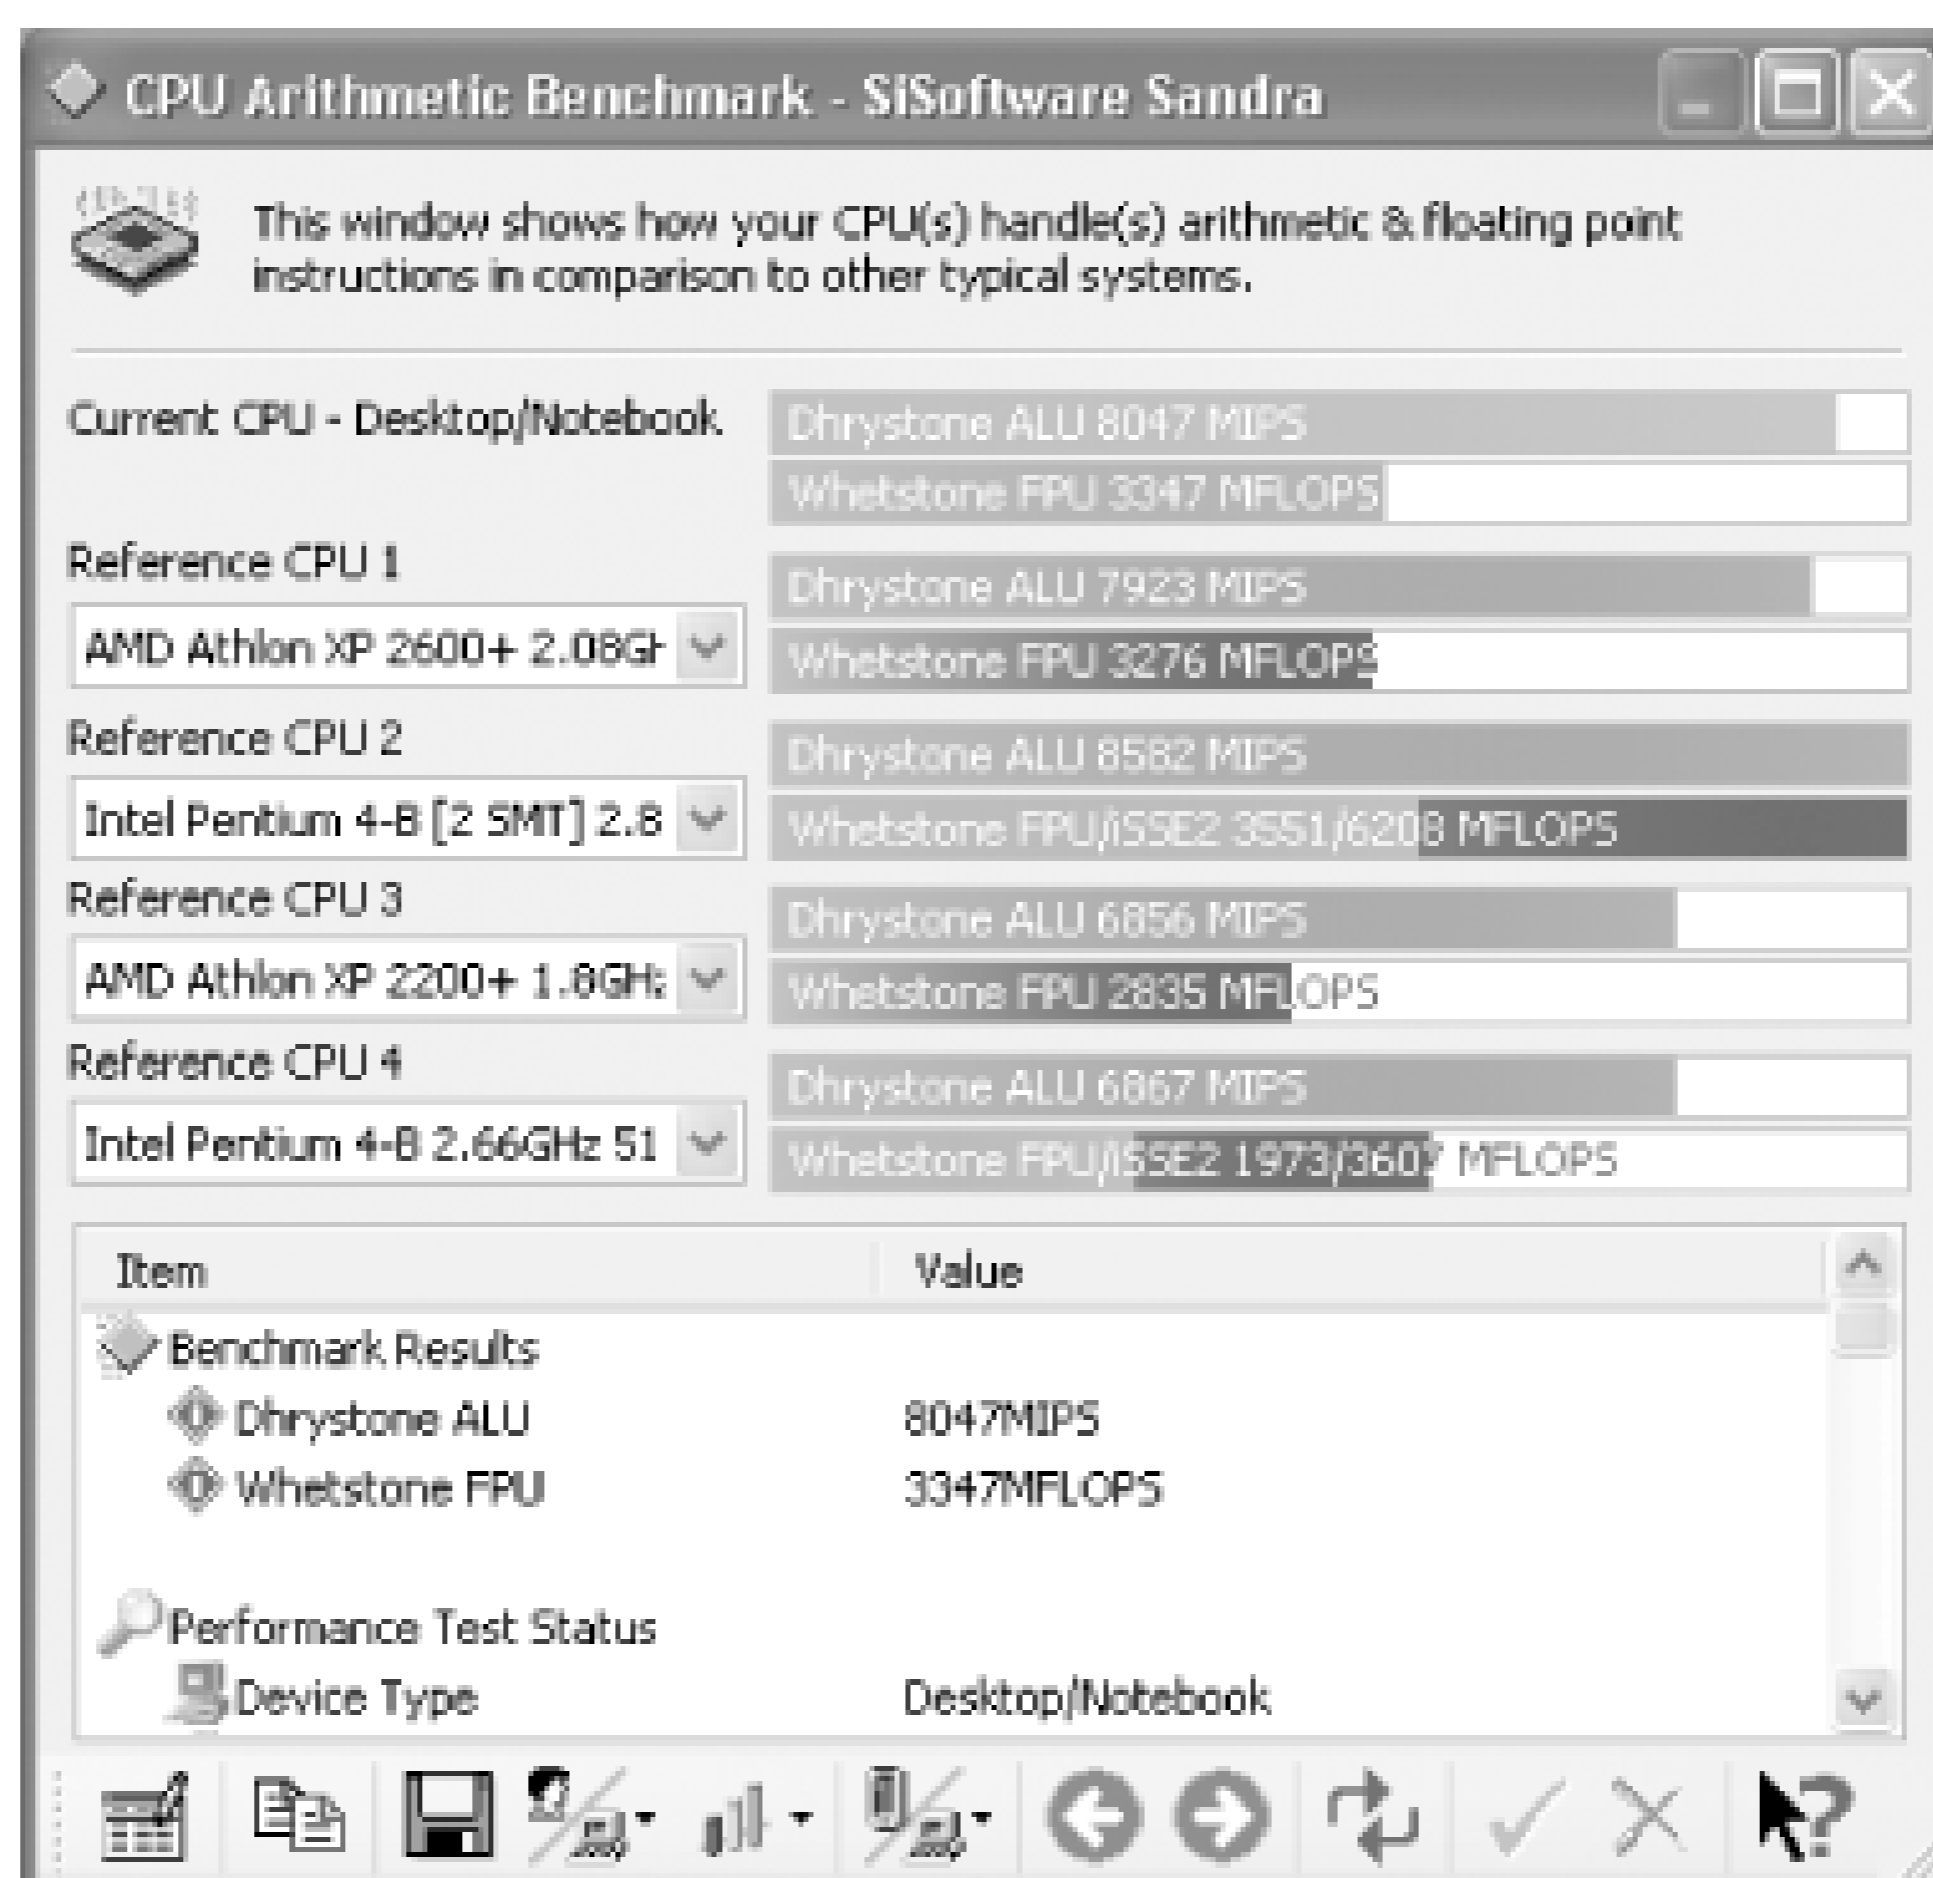 CPU Arithmetic Benchmark - SiSoftware Sandra
This window shows how your CPU(s) handle(s) arithmetic & floating point
instructions in comparison to other typical systems.
Current CPU - Desktop/Notebook
Dhrystone ALU 8047 MIPS
Whetstone FPU 3347 MFLOPS
Reference CPU 1
Dhrystone ALU 7923 MIPS
AMD Athlon XP 2600+ 2.08GH
Whetstone FPU 3276 MFLOPS
Reference CPU 2
Dhrystone ALU 8582 MIPS
Intel Pentium 4-B [2 SMT] 2.8
Whetstone FPU/iSSE2 3551/6208 MFLOPS
Reference CPU 3
Dhrystone ALU 6856 MIPS
AMD Athlon XP 2200+ 1.8GHz
Whetstone FPU 2835 MFLOPS
Reference CPU 4
Dhrystone ALU 6867 MIPS
Intel Pentium 4-B 2.66GHz 51
Whetstone FPU/iSSE2 1973/3607 MFLOPS
Item Value
Benchmark Results
Dhrystone ALU 8047MIPS
Whetstone FPU 3347MFLOPS
Performance Test Status
Device Type Desktop/Notebook